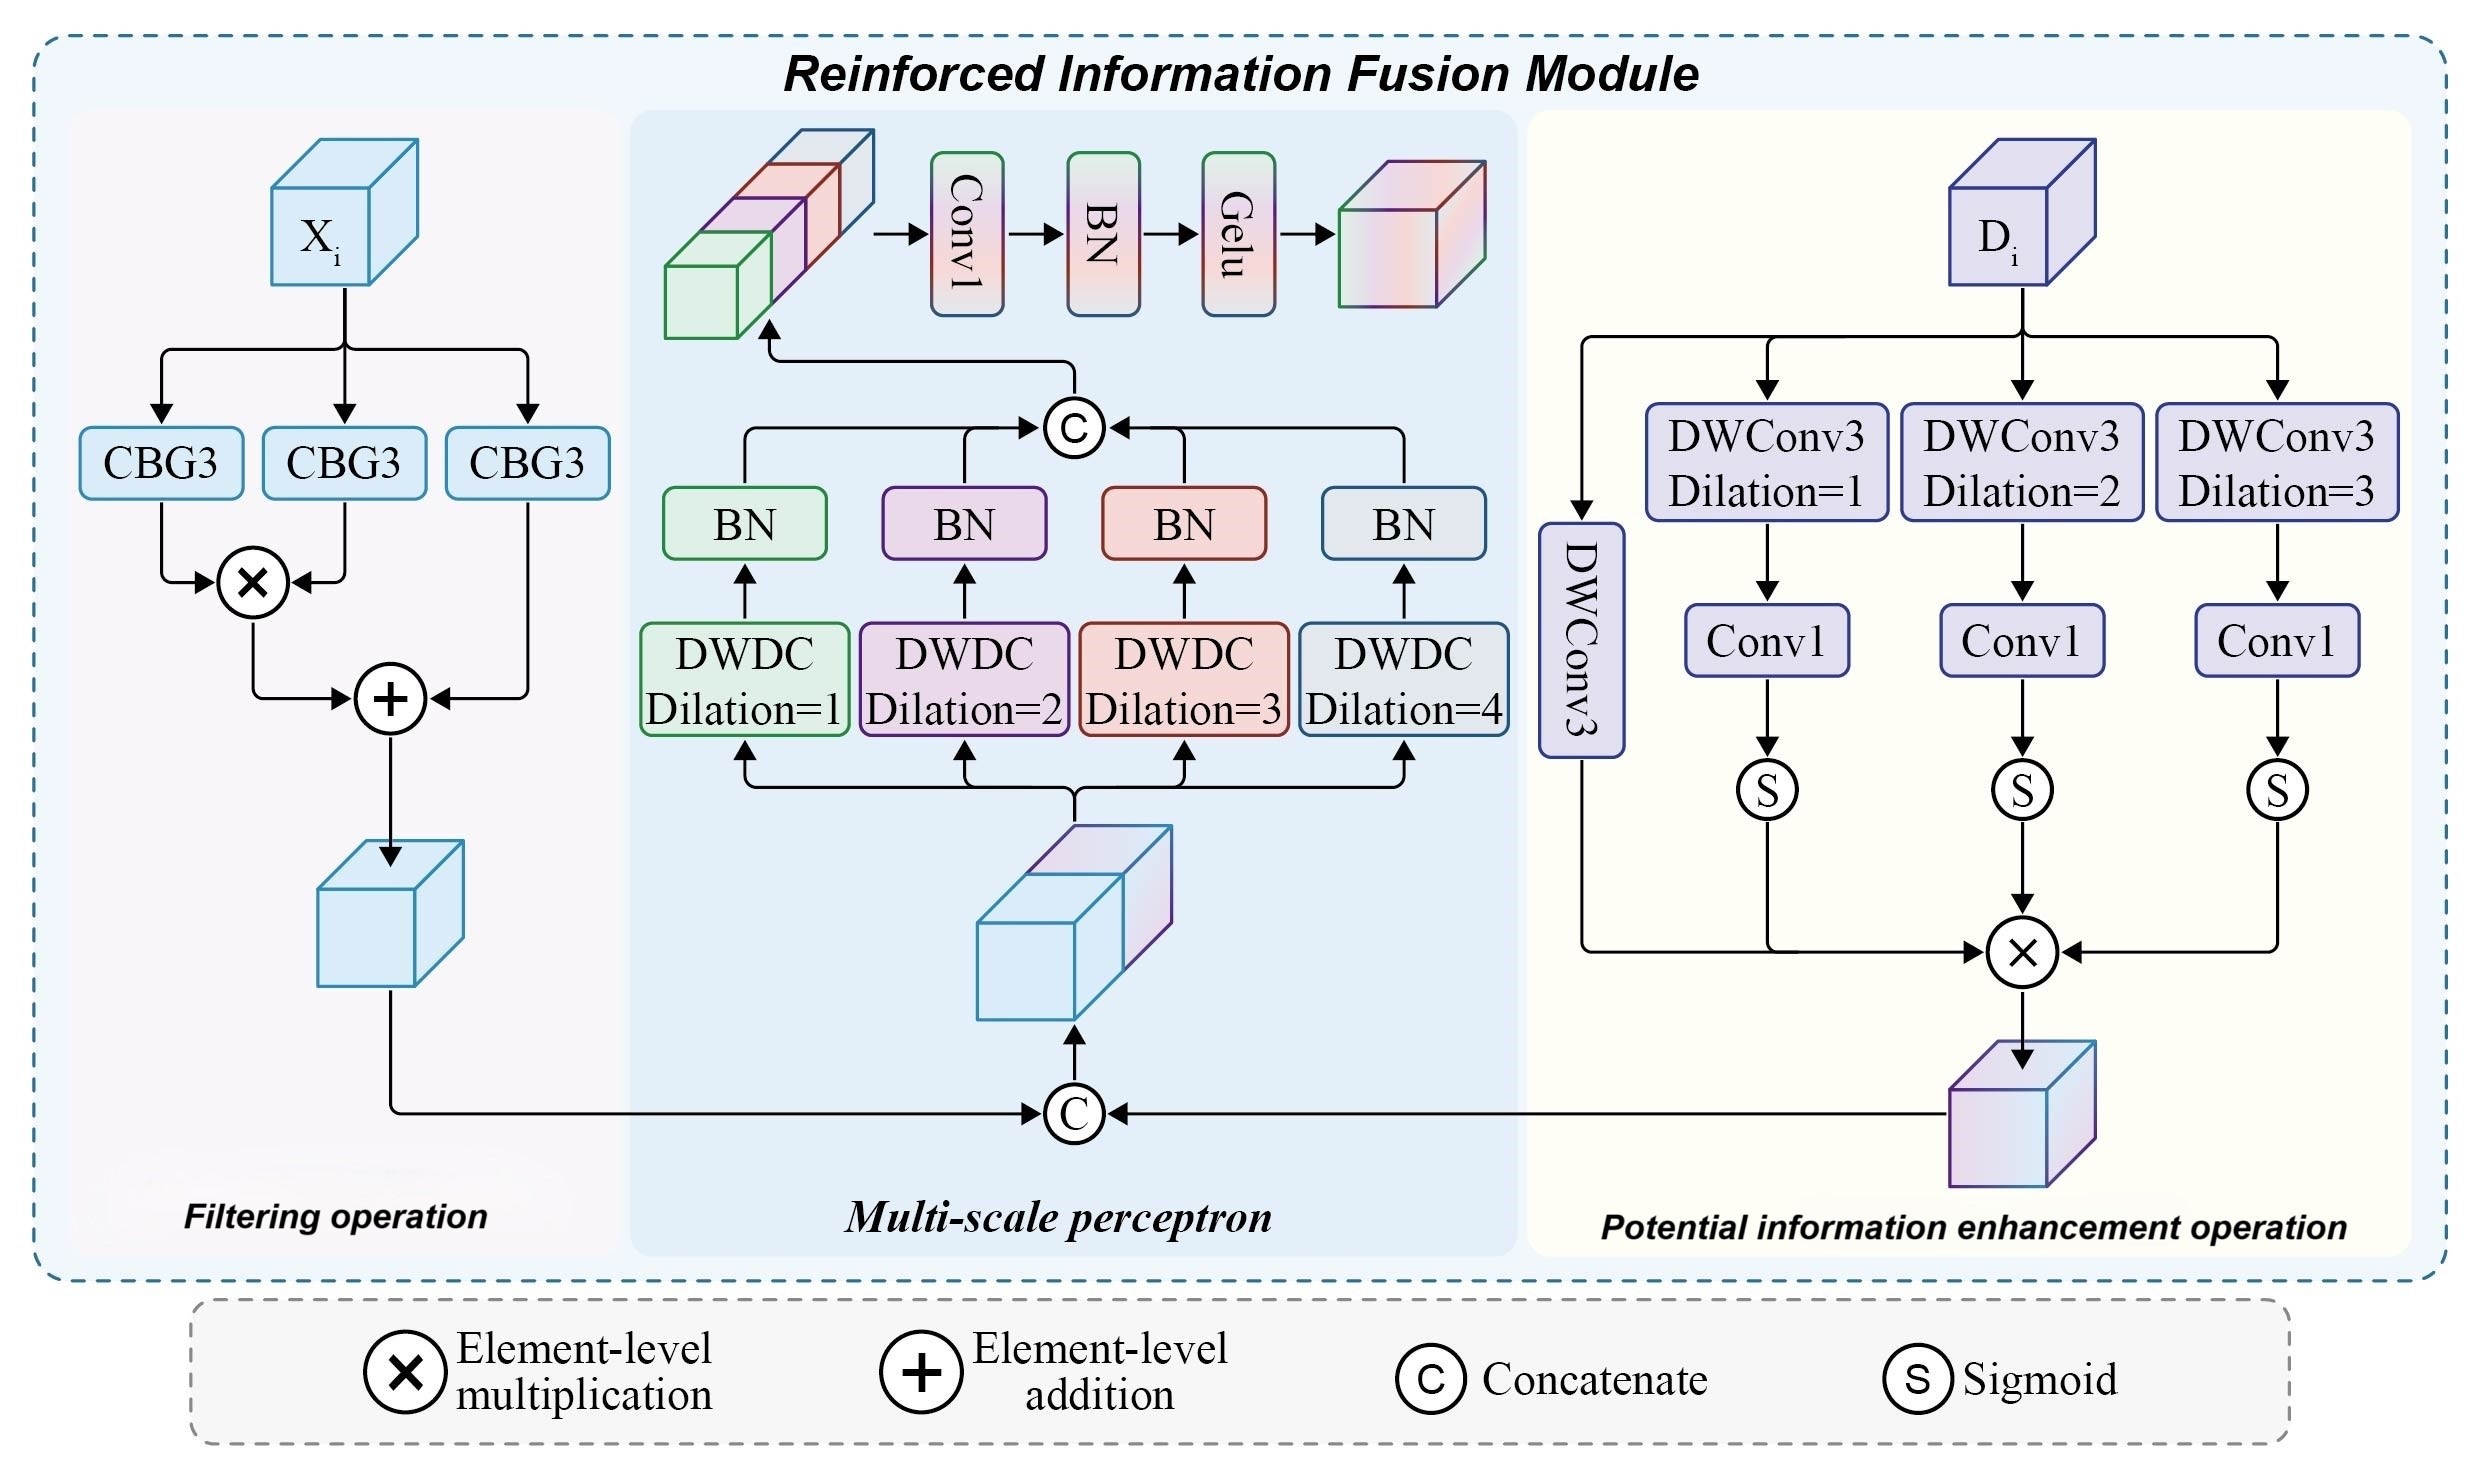 Reinforced Information Fusion Module
Xi
CBG3
CBG3
CBG3
Filtering operation
Conv1
BN
Gelu
C
BN
BN
BN
BN
DWDC
Dilation=1
DWDC
Dilation=2
DWDC
Dilation=3
DWDC
Dilation=4
C
Multi-scale perceptron
Di
DWConv3
Dilation=1
DWConv3
Dilation=2
DWConv3
Dilation=3
DWConv3
Conv1
Conv1
Conv1
S
S
S
Potential information enhancement operation
Element-level
multiplication
Element-level
addition
C Concatenate
S Sigmoid